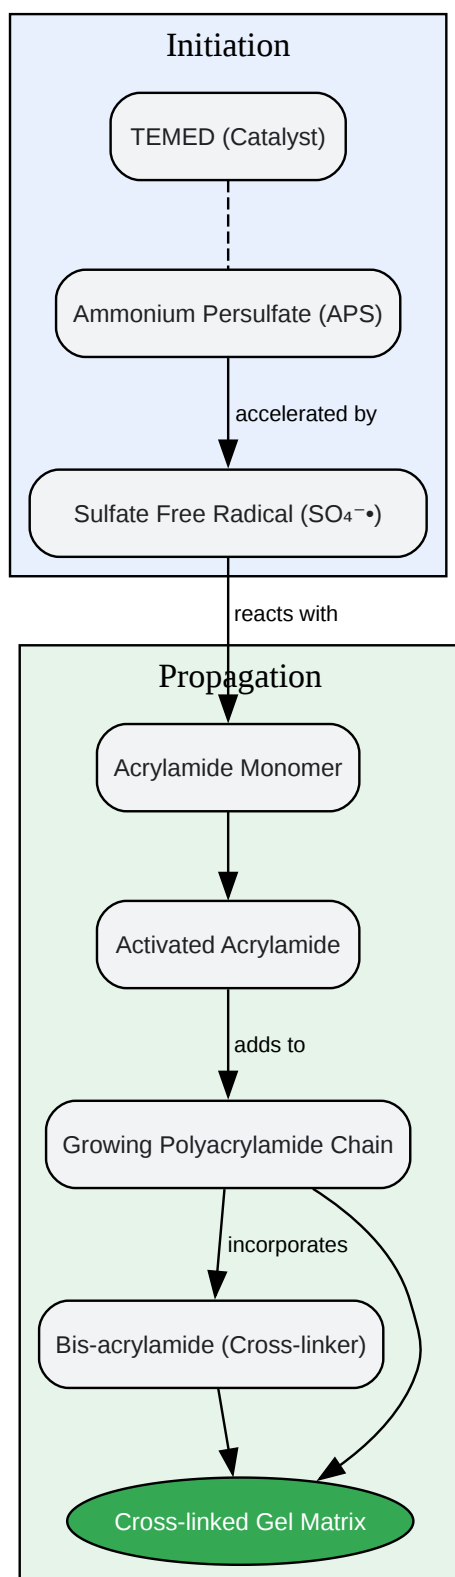 Initiation
TEMED (Catalyst)
Ammonium Persulfate (APS)
accelerated by
Sulfate Free Radical (SO₄⁻•)
reacts with
Propagation
Acrylamide Monomer
Activated Acrylamide
adds to
Growing Polyacrylamide Chain
incorporates
Bis-acrylamide (Cross-linker)
Cross-linked Gel Matrix